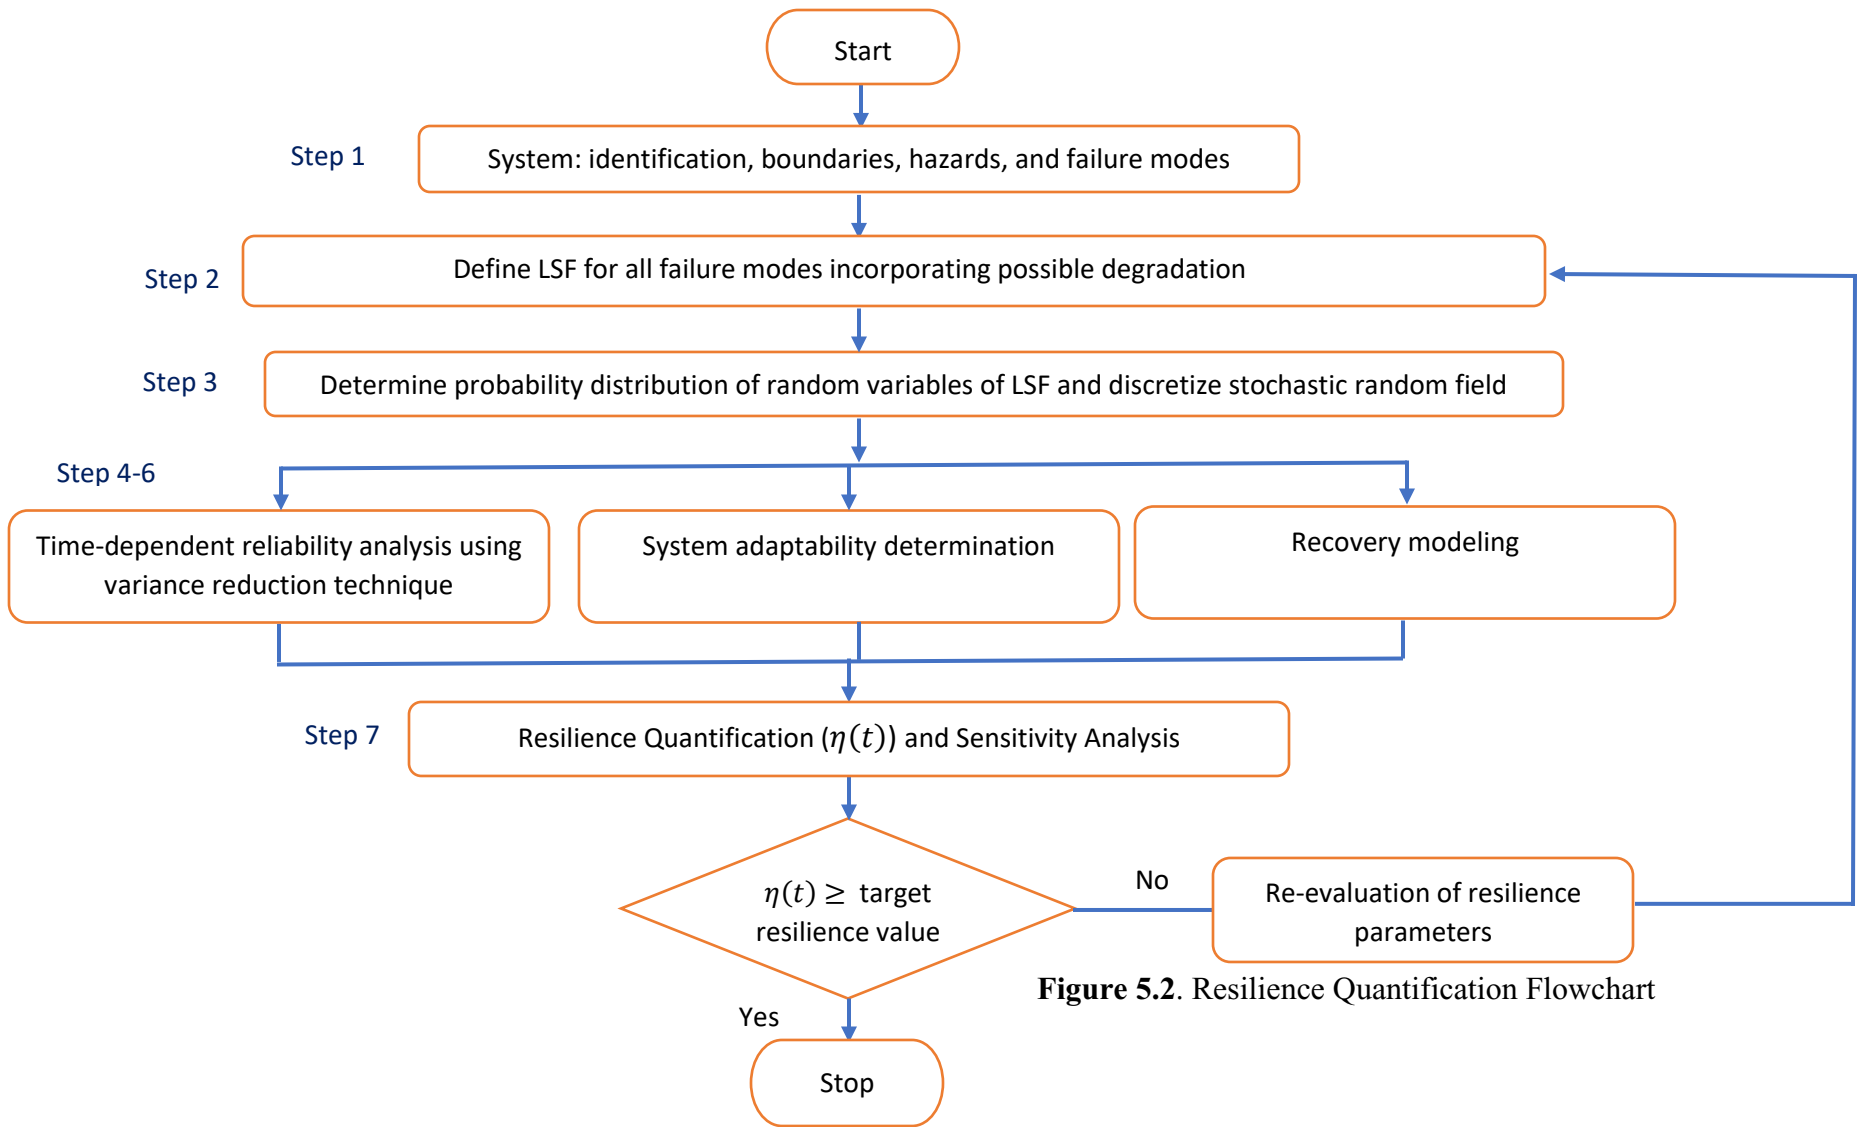 Start
Step 1
System: identification, boundaries, hazards, and failure modes
Step 2
Define LSF for all failure modes incorporating possible degradation
Step 3
Determine probability distribution of random variables of LSF and discretize stochastic random field
Step 4-6
Time-dependent reliability analysis using
variance reduction technique
System adaptability determination
Recovery modeling
Step 7
Resilience Quantification (η(t)) and Sensitivity Analysis
η(t) ≥ target
resilience value
No
Re-evaluation of resilience
parameters
Figure 5.2. Resilience Quantification Flowchart
Yes
Stop